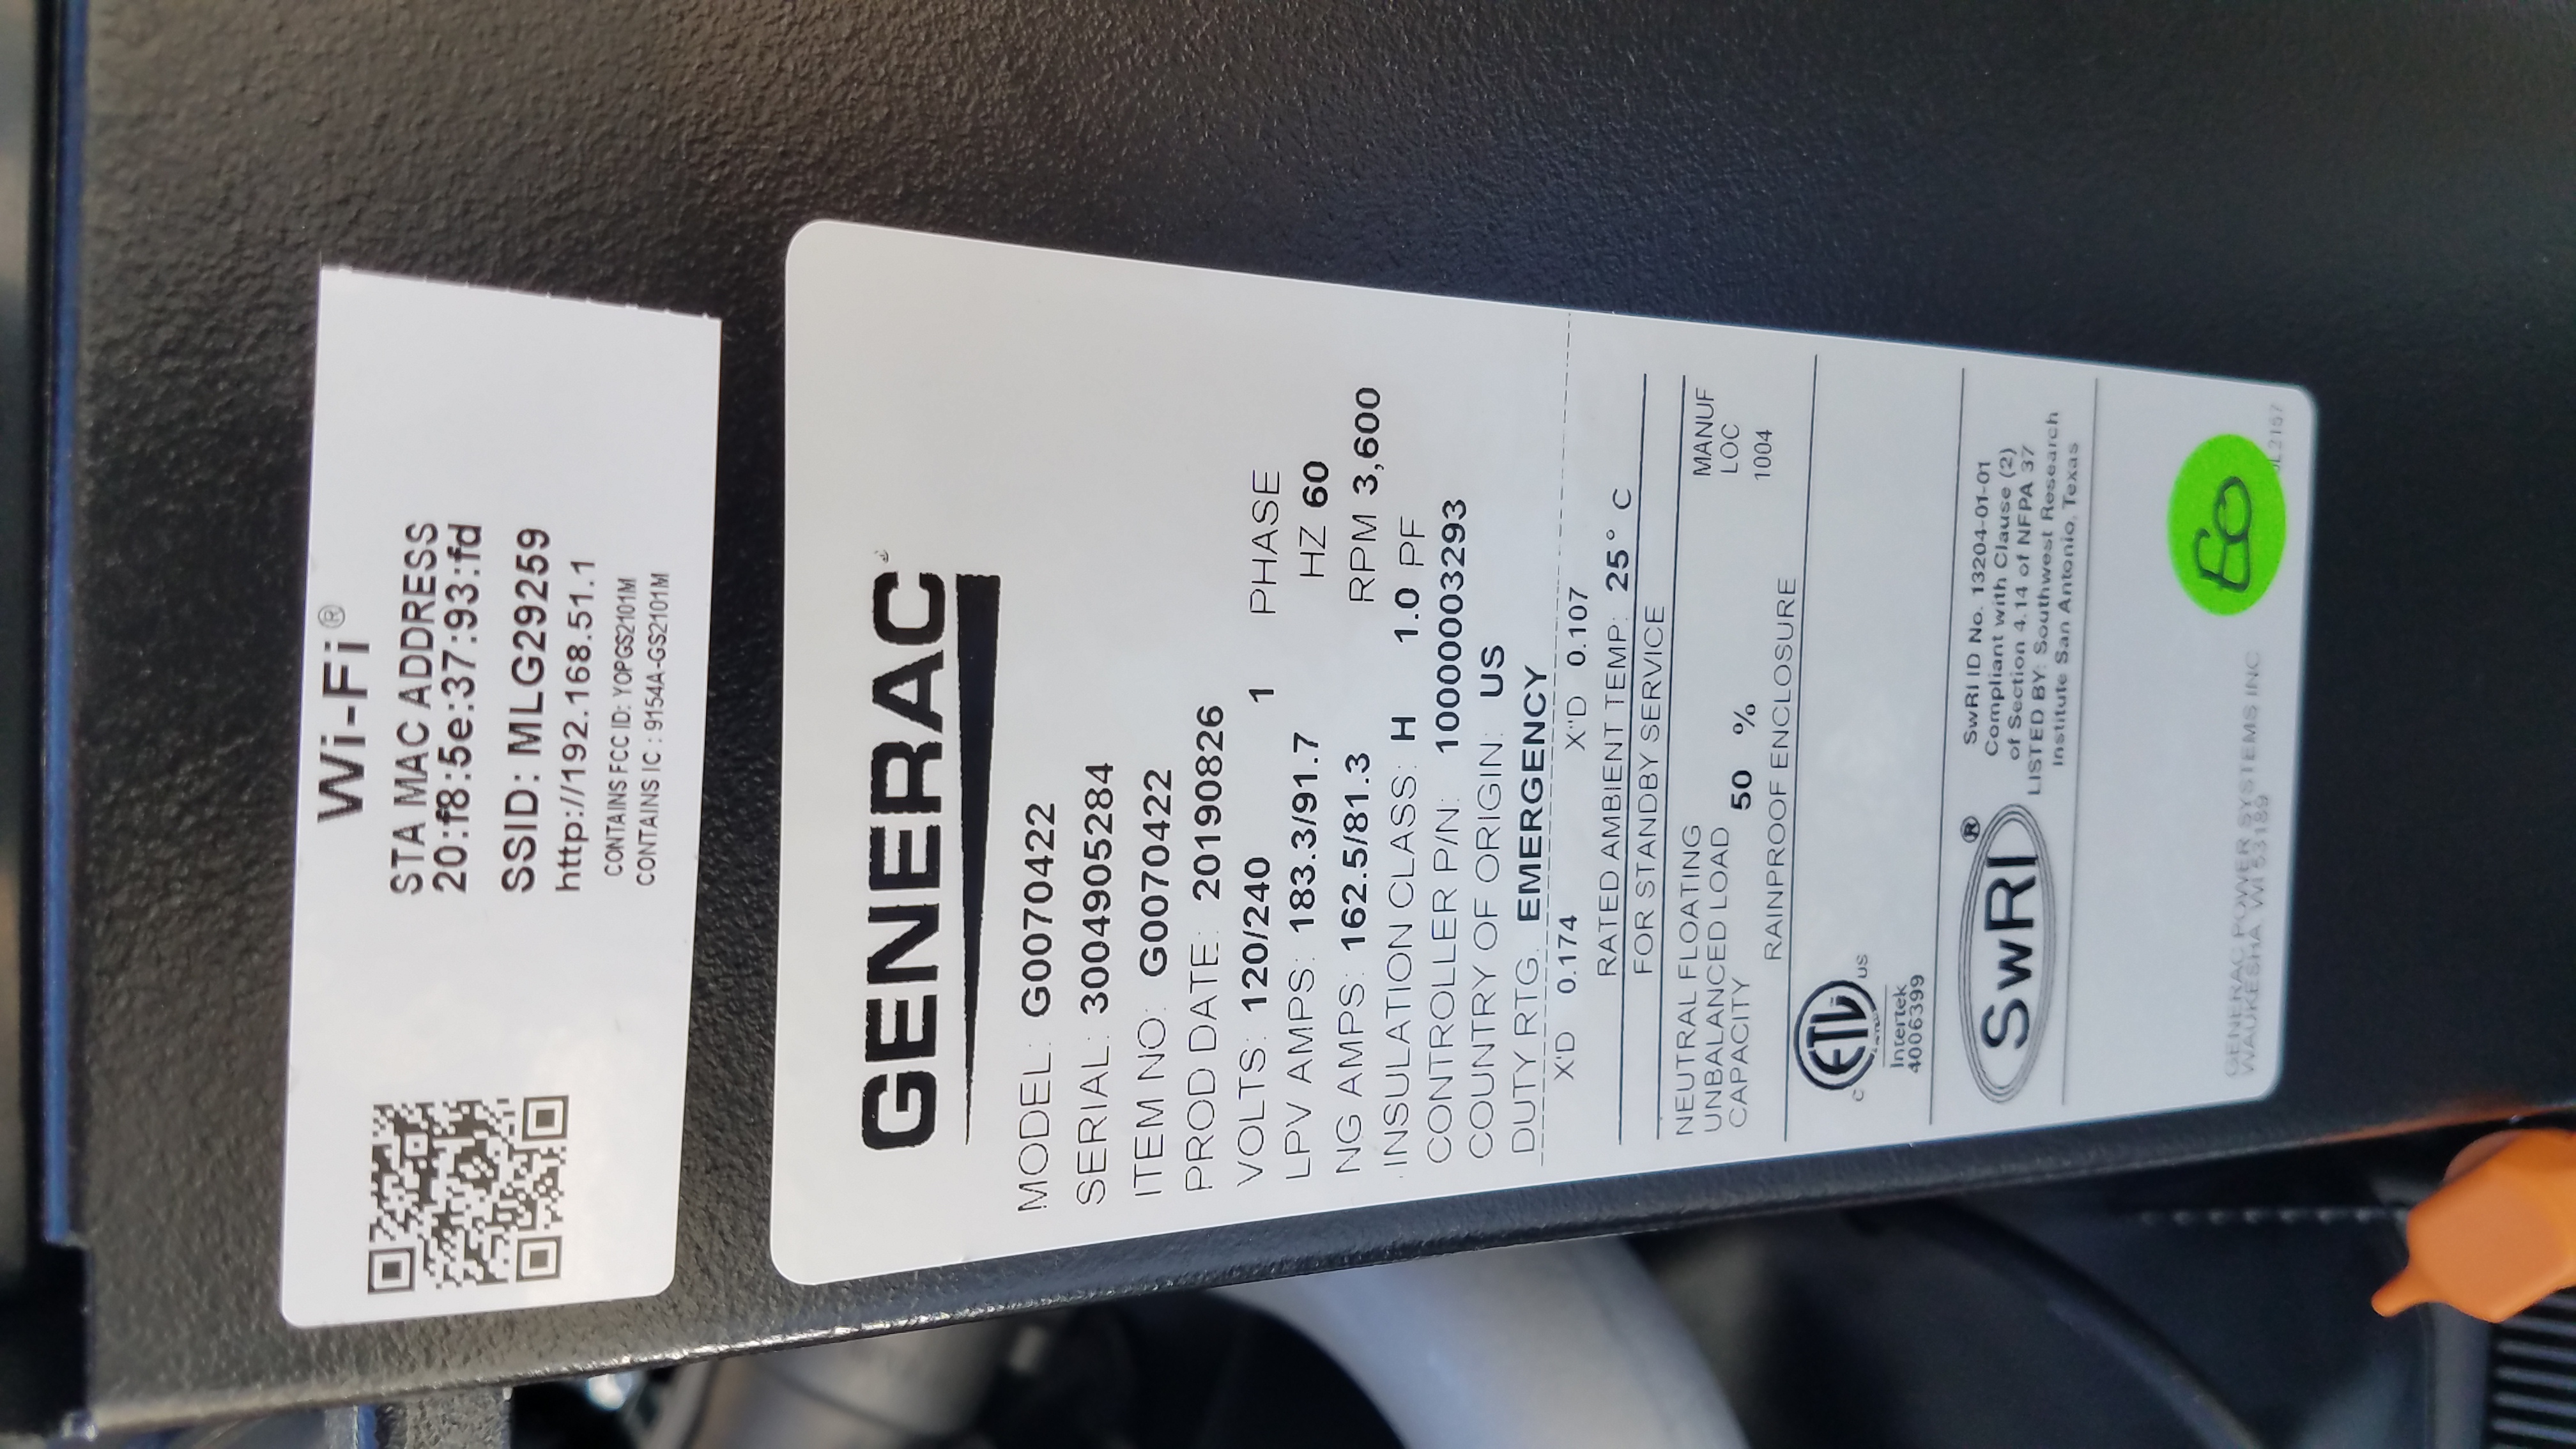 Wi-Fi®
STA MAC ADDRESS
20:f8:5e:37:93:fd
SSID: MLG29259
http://192.168.51.1
CONTAINS FCC ID: YOPGS2101M
CONTAINS IC : 9154A-GS2101M
GENERAC
MODEL: G0070422
SERIAL: 3004905284
ITEM NO: G0070422
PROD DATE: 20190826
VOLTS: 120/240 1 PHASE
LPV AMPS: 183.3/91.7 HZ 60
NG AMPS: 162.5/81.3 RPM 3,600
INSULATION CLASS: H 1.0 PF
CONTROLLER P/N: 10000003293
COUNTRY OF ORIGIN: US
DUTY RTG. EMERGENCY
X'D 0.174 X"D 0.107
RATED AMBIENT TEMP: 25° C
FOR STANDBY SERVICE
NEUTRAL FLOATING
UNBALANCED LOAD
CAPACITY 50 %
MANUF
LOC
1004
RAINPROOF ENCLOSURE
C ETL US
Intertek
4006399
SwRI®
SwRI ID No. 13204-01-01
Compliant with Clause (2)
of Section 4.14 of NFPA 37
LISTED BY: Southwest Research
Institute San Antonio, Texas
GENERAC POWER SYSTEMS INC
WAUKESHA, WI 53189